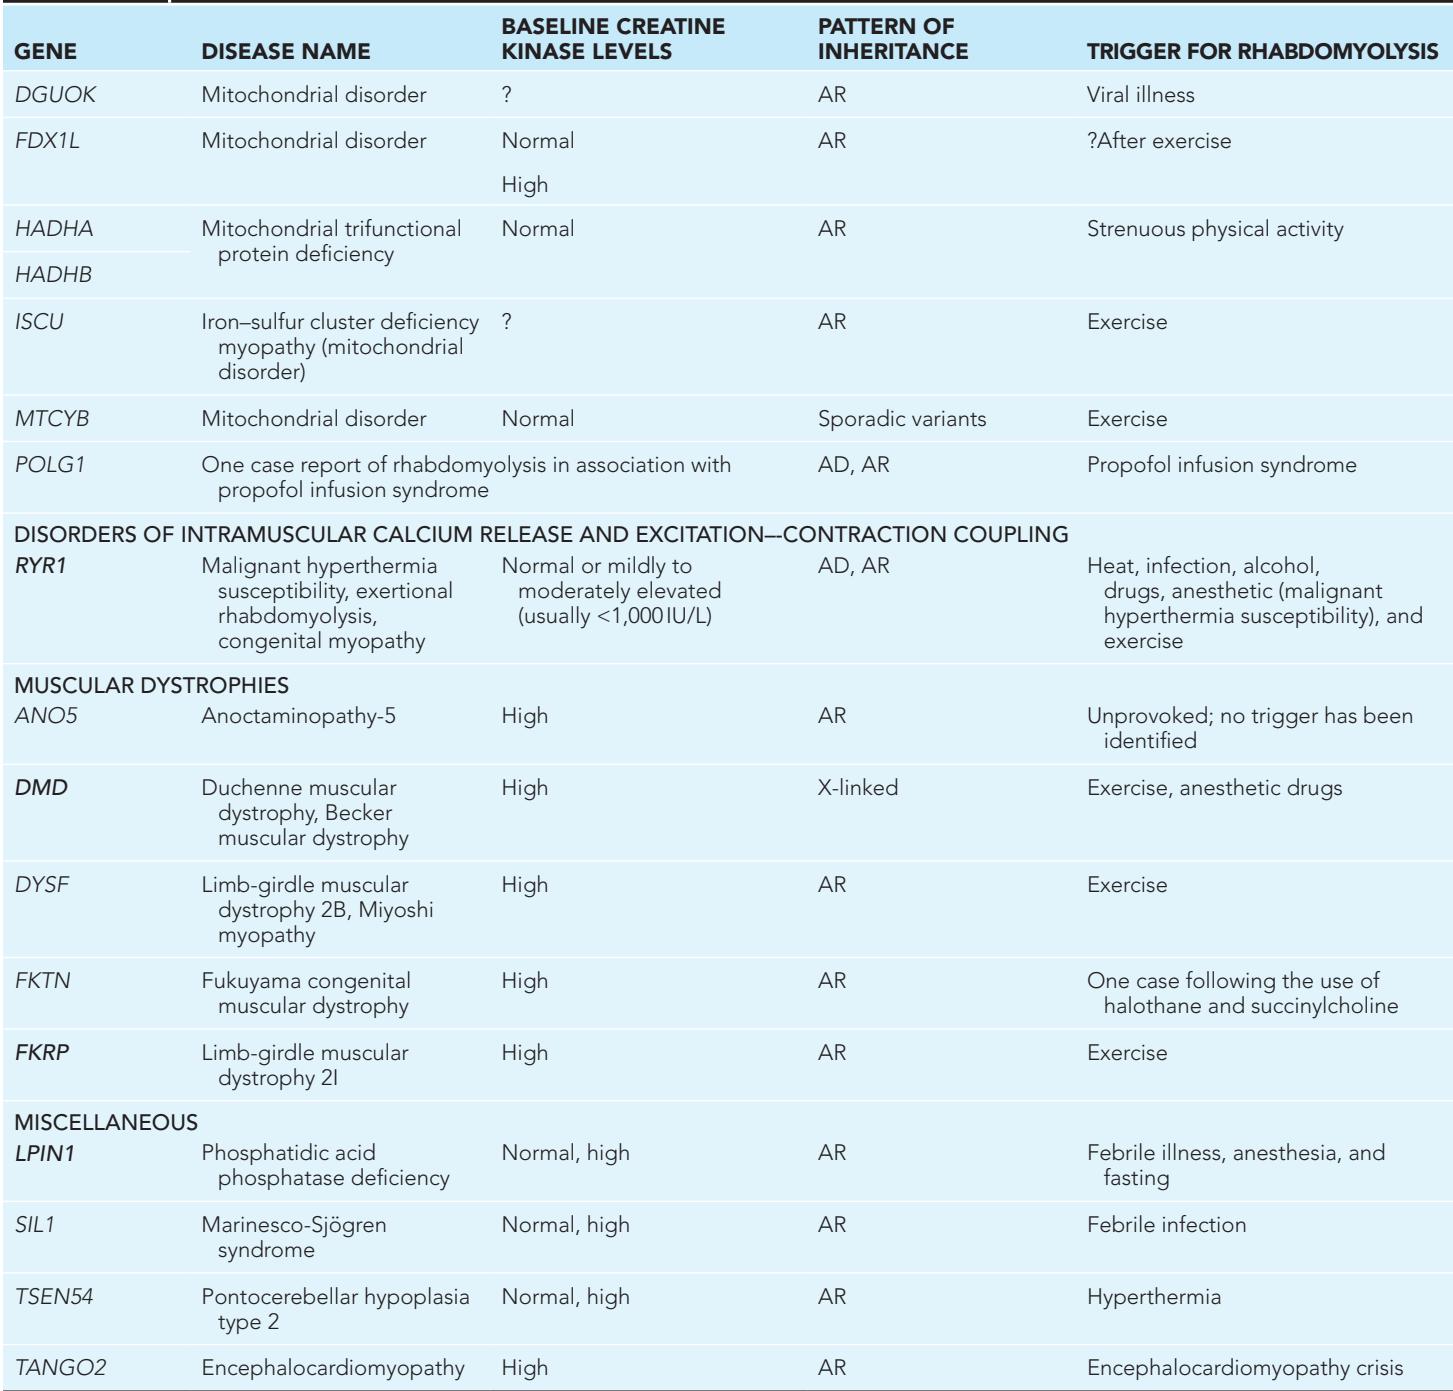 GENE DISEASE NAME BASELINE CREATINE KINASE LEVELS PATTERN OF INHERITANCE TRIGGER FOR RHABDOMYOLYSIS
DGUOK Mitochondrial disorder ? AR Viral illness
FDX1L Mitochondrial disorder Normal AR ?After exercise
High
HADHA Mitochondrial trifunctional Normal AR Strenuous physical activity
protein deficiency
HADHB
ISCU Iron–sulfur cluster deficiency ? AR Exercise
myopathy (mitochondrial
disorder)
MTCYB Mitochondrial disorder Normal Sporadic variants Exercise
POLG1 One case report of rhabdomyolysis in association with AD, AR Propofol infusion syndrome
propofol infusion syndrome
DISORDERS OF INTRAMUSCULAR CALCIUM RELEASE AND EXCITATION–-CONTRACTION COUPLING
RYR1 Malignant hyperthermia Normal or mildly to AD, AR Heat, infection, alcohol,
susceptibility, exertional moderately elevated drugs, anesthetic (malignant
rhabdomyolysis, (usually <1,000 IU/L) hyperthermia susceptibility), and
congenital myopathy exercise
MUSCULAR DYSTROPHIES
ANO5 Anoctaminopathy-5 High AR Unprovoked; no trigger has been
identified
DMD Duchenne muscular High X-linked Exercise, anesthetic drugs
dystrophy, Becker
muscular dystrophy
DYSF Limb-girdle muscular High AR Exercise
dystrophy 2B, Miyoshi
myopathy
FKTN Fukuyama congenital High AR One case following the use of
muscular dystrophy halothane and succinylcholine
FKRP Limb-girdle muscular High AR Exercise
dystrophy 2I
MISCELLANEOUS
LPIN1 Phosphatidic acid Normal, high AR Febrile illness, anesthesia, and
phosphatase deficiency fasting
SIL1 Marinesco-Sjögren Normal, high AR Febrile infection
syndrome
TSEN54 Pontocerebellar hypoplasia Normal, high AR Hyperthermia
type 2
TANGO2 Encephalocardiomyopathy High AR Encephalocardiomyopathy crisis